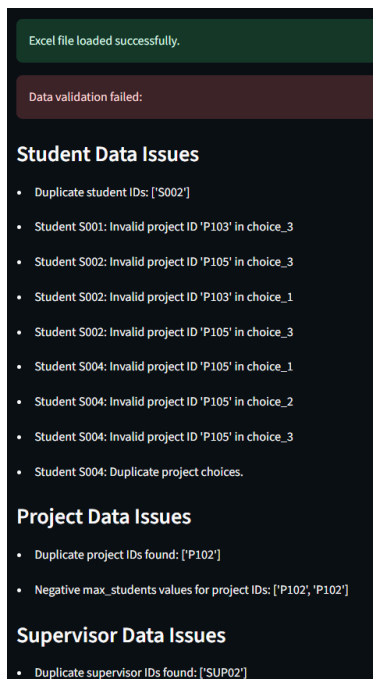 Excel file loaded successfully.
Data validation failed:
Student Data Issues
• Duplicate student IDs: ['S002']
• Student S001: Invalid project ID 'P103' in choice_3
• Student S002: Invalid project ID 'P105' in choice_3
• Student S002: Invalid project ID 'P103' in choice_1
• Student S002: Invalid project ID 'P105' in choice_3
• Student S004: Invalid project ID 'P105' in choice_1
• Student S004: Invalid project ID 'P105' in choice_2
• Student S004: Invalid project ID 'P105' in choice_3
• Student S004: Duplicate project choices.
Project Data Issues
• Duplicate project IDs found: ['P102']
• Negative max_students values for project IDs: ['P102', 'P102']
Supervisor Data Issues
• Duplicate supervisor IDs found: ['SUP02']